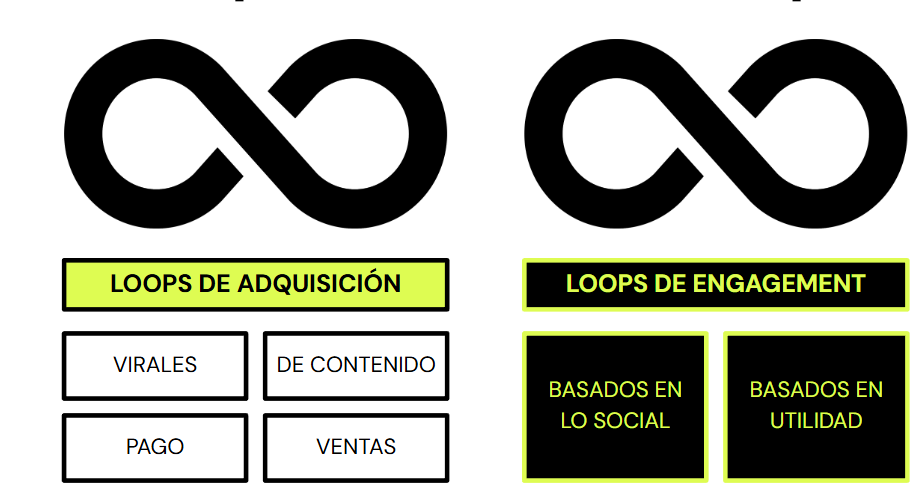 LOOPS DE ADQUISICIÓN
VIRALES
DE CONTENIDO
PAGO
VENTAS
LOOPS DE ENGAGEMENT
BASADOS EN
LO SOCIAL
BASADOS EN
UTILIDAD